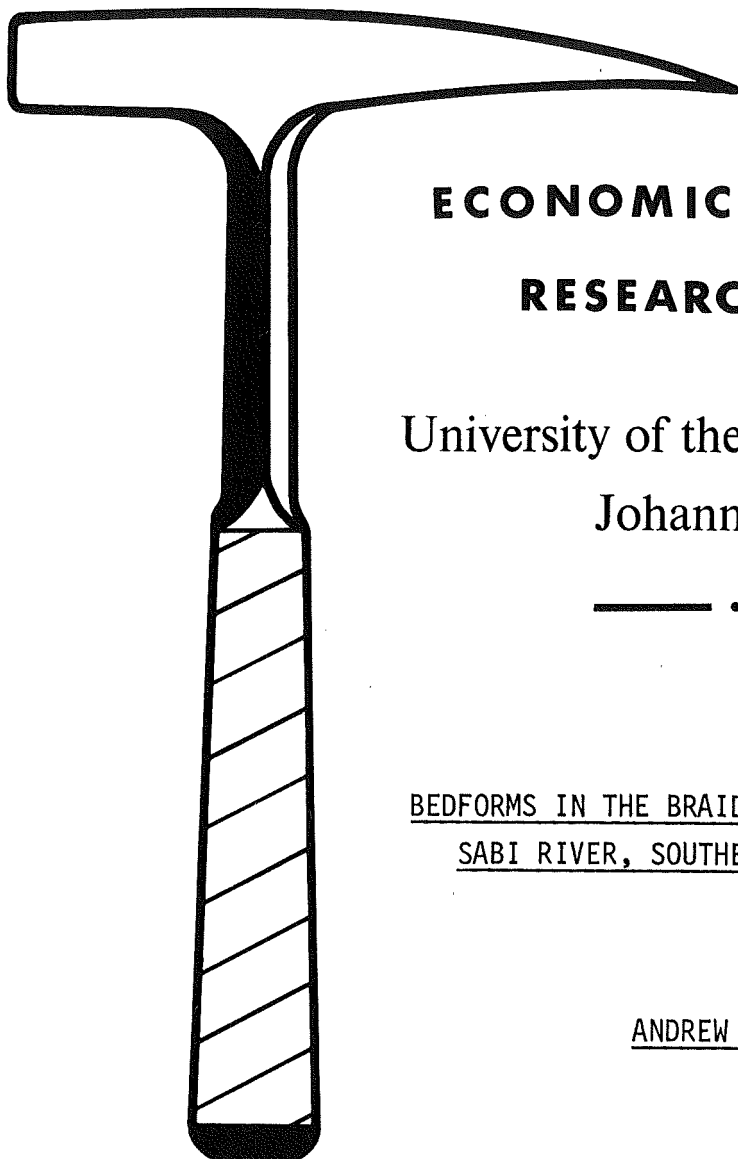 ECONOMIC
RESEARC
University of the
Johann
BEDFORMS IN THE BRAID
SABI RIVER, SOUTHE
ANDREW